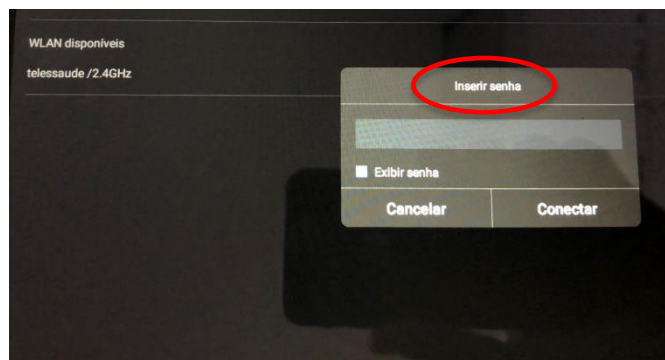 WLAN disponíveis
telessaude /2.4GHz
Inserir senha
Exibir senha
Cancelar
Conectar